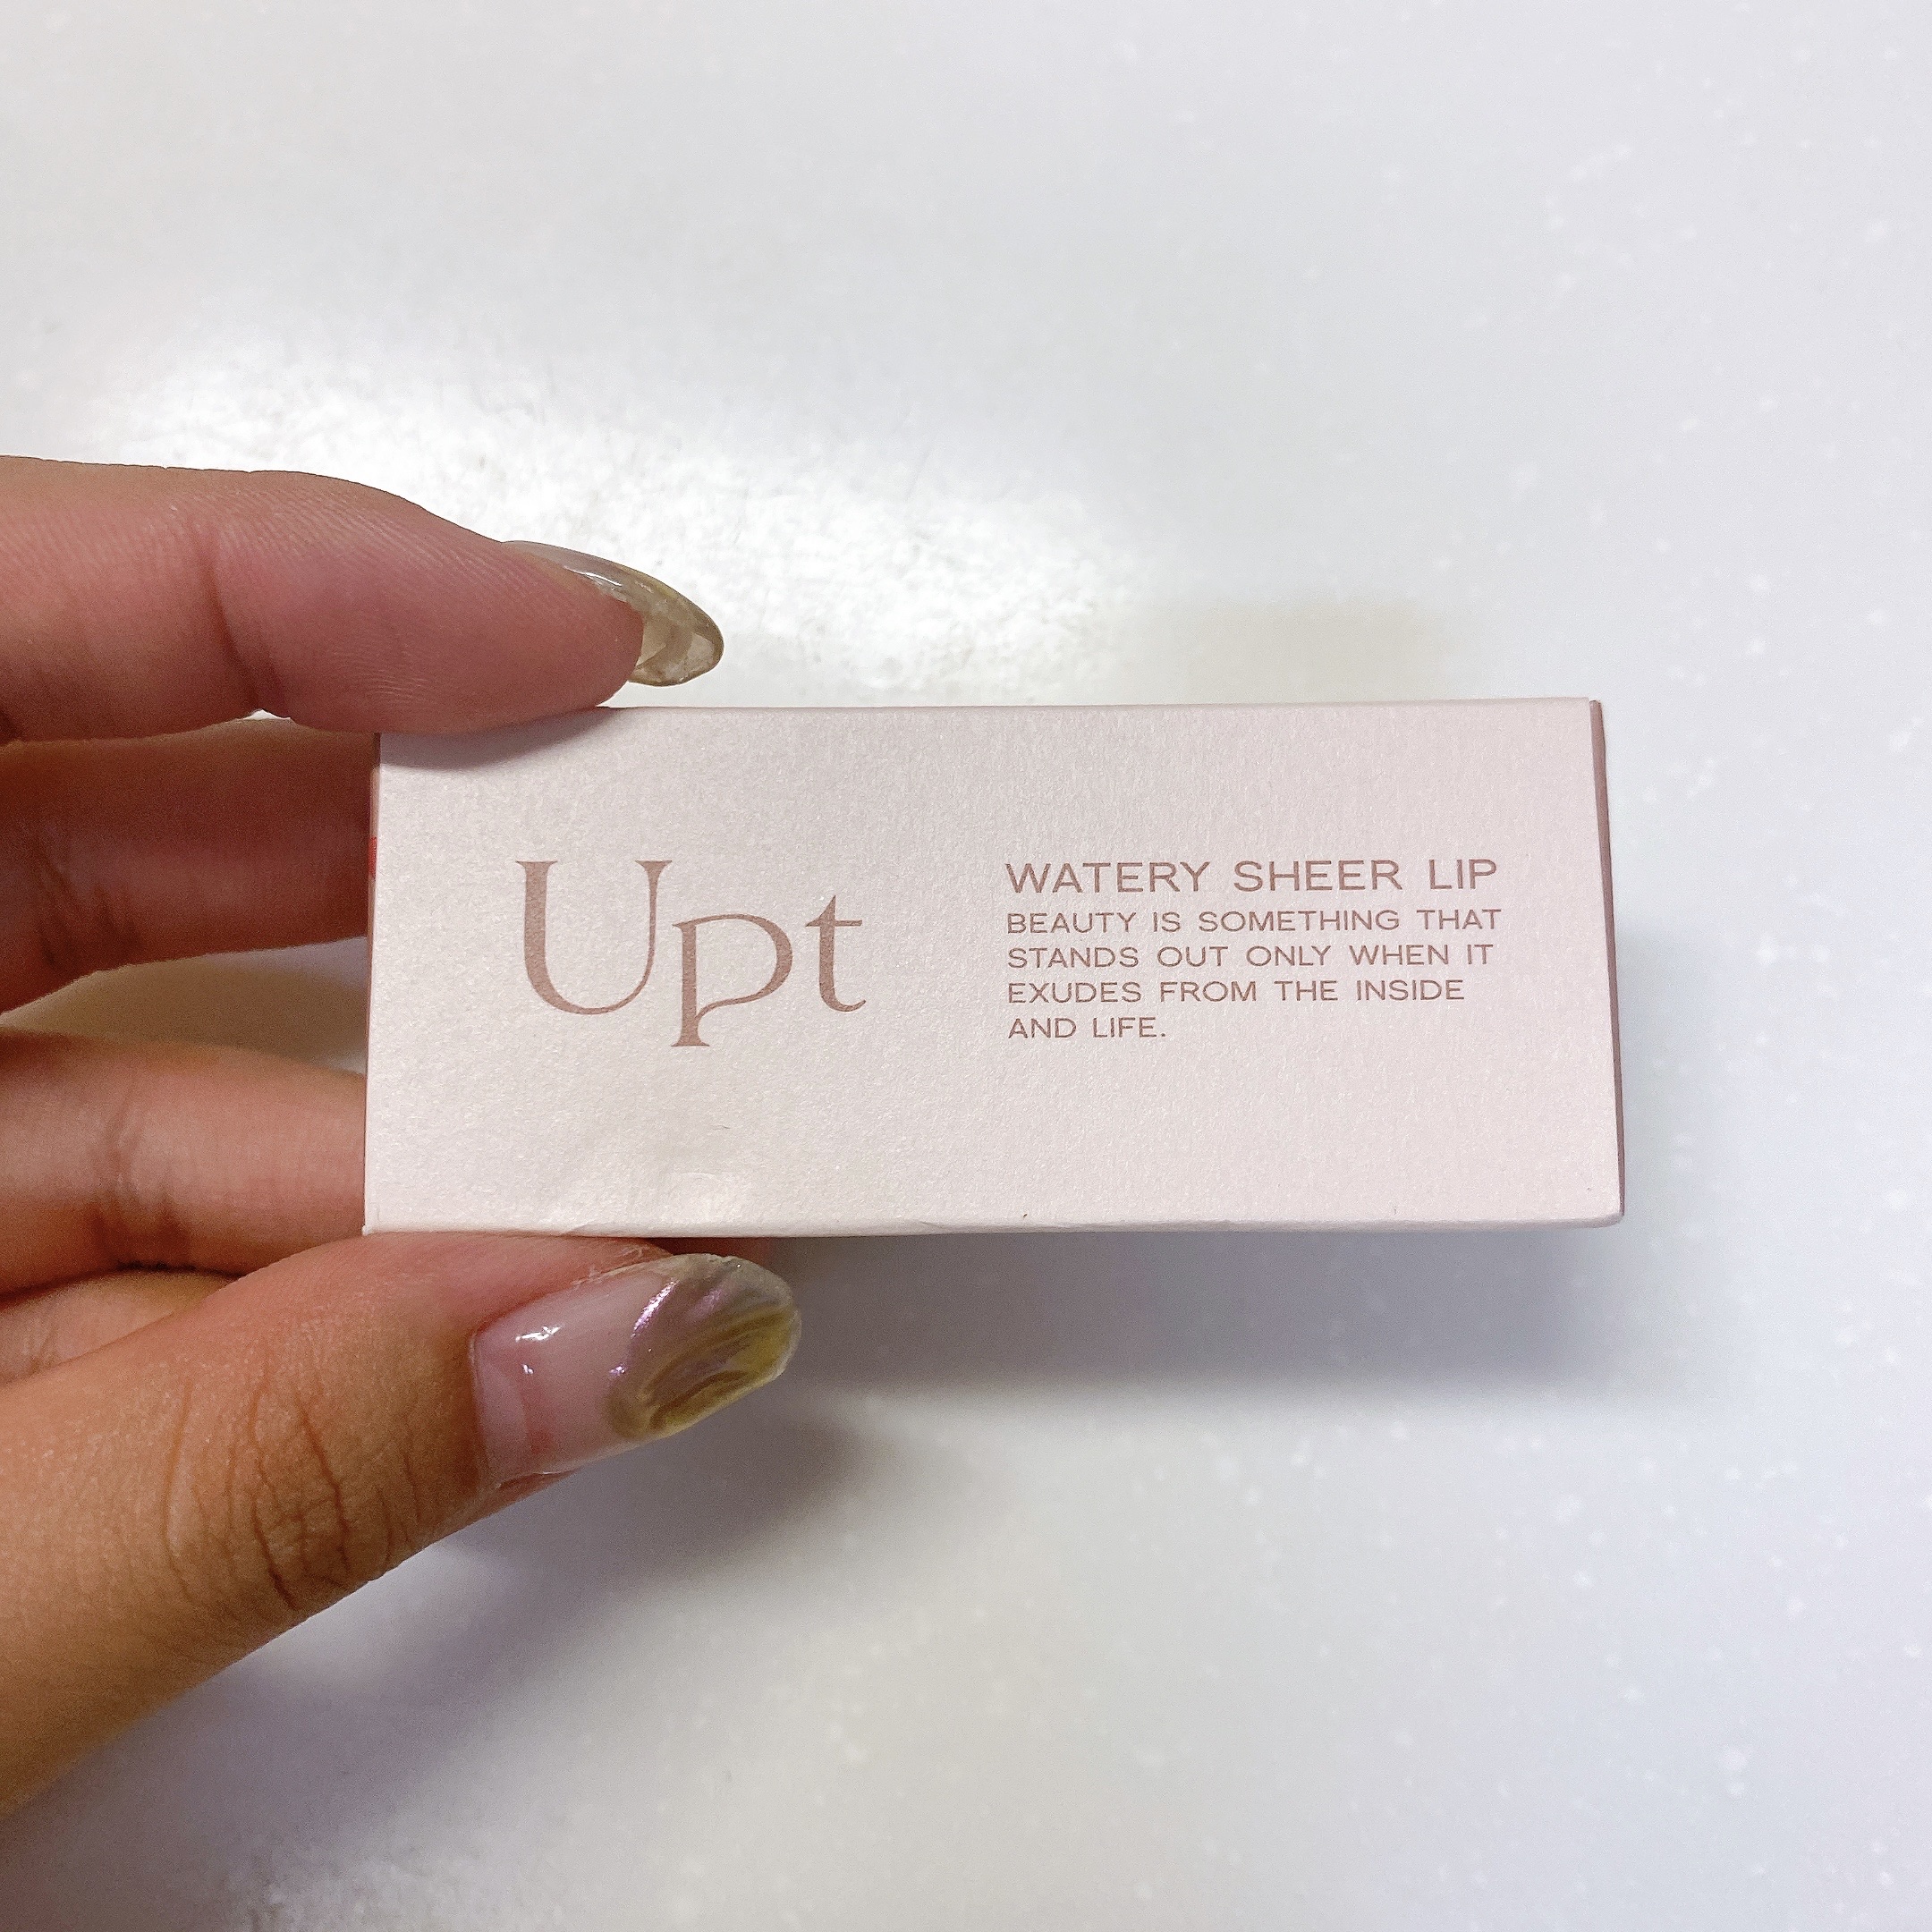 Upt
WATERY SHEER LIP
BEAUTY IS SOMETHING THAT
STANDS OUT ONLY WHEN IT
EXUDES FROM THE INSIDE
AND LIFE.